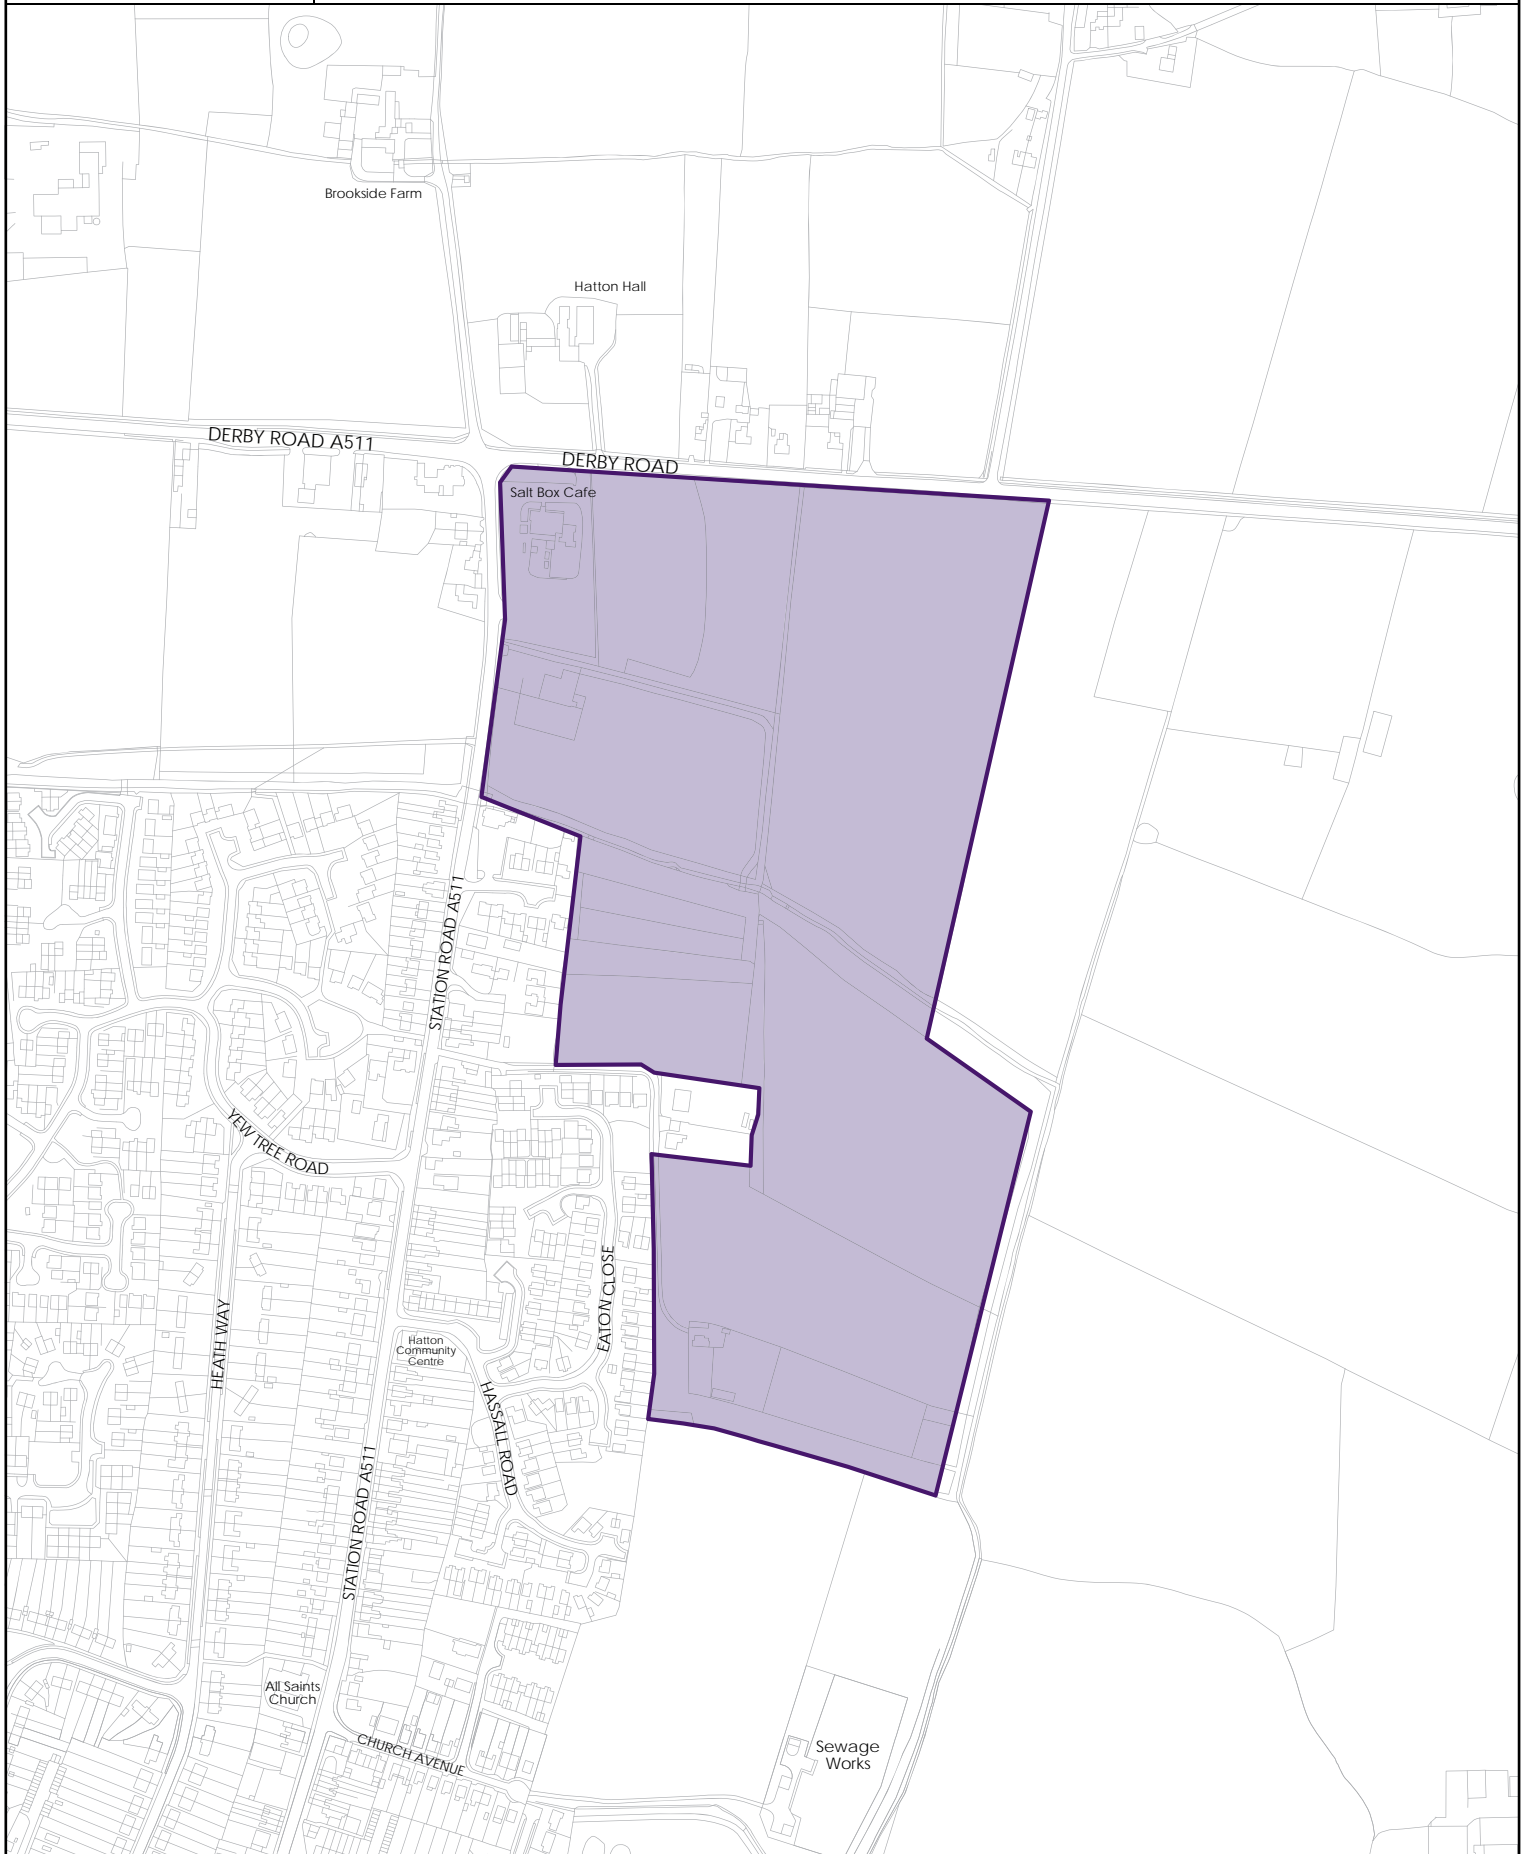 Brookside Farm
Hatton Hall
DERBY ROAD A511
DERBY ROAD
Salt Box Cafe
STATION ROAD A511
YEW TREE ROAD
EATON CLOSE
HEATH WAY
Hatton
Community
Centre
HASSALL ROAD
STATION ROAD A511
All Saints
Church
CHURCH AVENUE
Sewage
Works